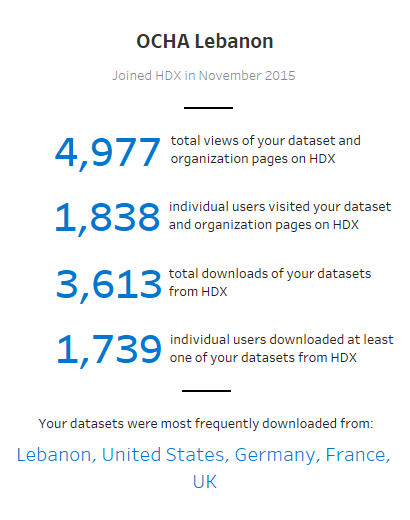 OCHA Lebanon
Joined HDX in November 2015
4,977 total views of your dataset and
organization pages on HDX
1,838 individual users visited your dataset
and organization pages on HDX
3,613 total downloads of your datasets
from HDX
1,739 individual users downloaded at least
one of your datasets from HDX
Your datasets were most frequently downloaded from:
Lebanon, United States, Germany, France,
UK